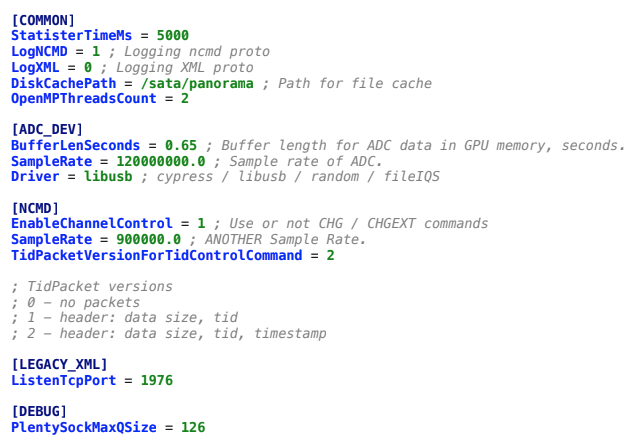 [COMMON]
StatisterTimeMs = 5000
LogNCMD = 1 ; Logging ncmd proto
LogXML = 0 ; Logging XML proto
DiskCachePath = /sata/panorama ; Path for file cache
OpenMPThreadsCount = 2
[ADC_DEV]
BufferLenSeconds = 0.65 ; Buffer length for ADC data in GPU memory, seconds.
SampleRate = 120000000.0 ; Sample rate of ADC.
Driver = libusb ; cypress / libusb / random / fileIQS
[NCMD]
EnableChannelControl = 1 ; Use or not CHG / CHGEXT commands
SampleRate = 900000.0 ; ANOTHER Sample Rate.
TidPacketVersionForTidControlCommand = 2
; TidPacket versions
; 0 – no packets
; 1 – header: data size, tid
; 2 – header: data size, tid, timestamp
[LEGACY_XML]
ListenTcpPort = 1976
[DEBUG]
PlentySockMaxQSize = 126